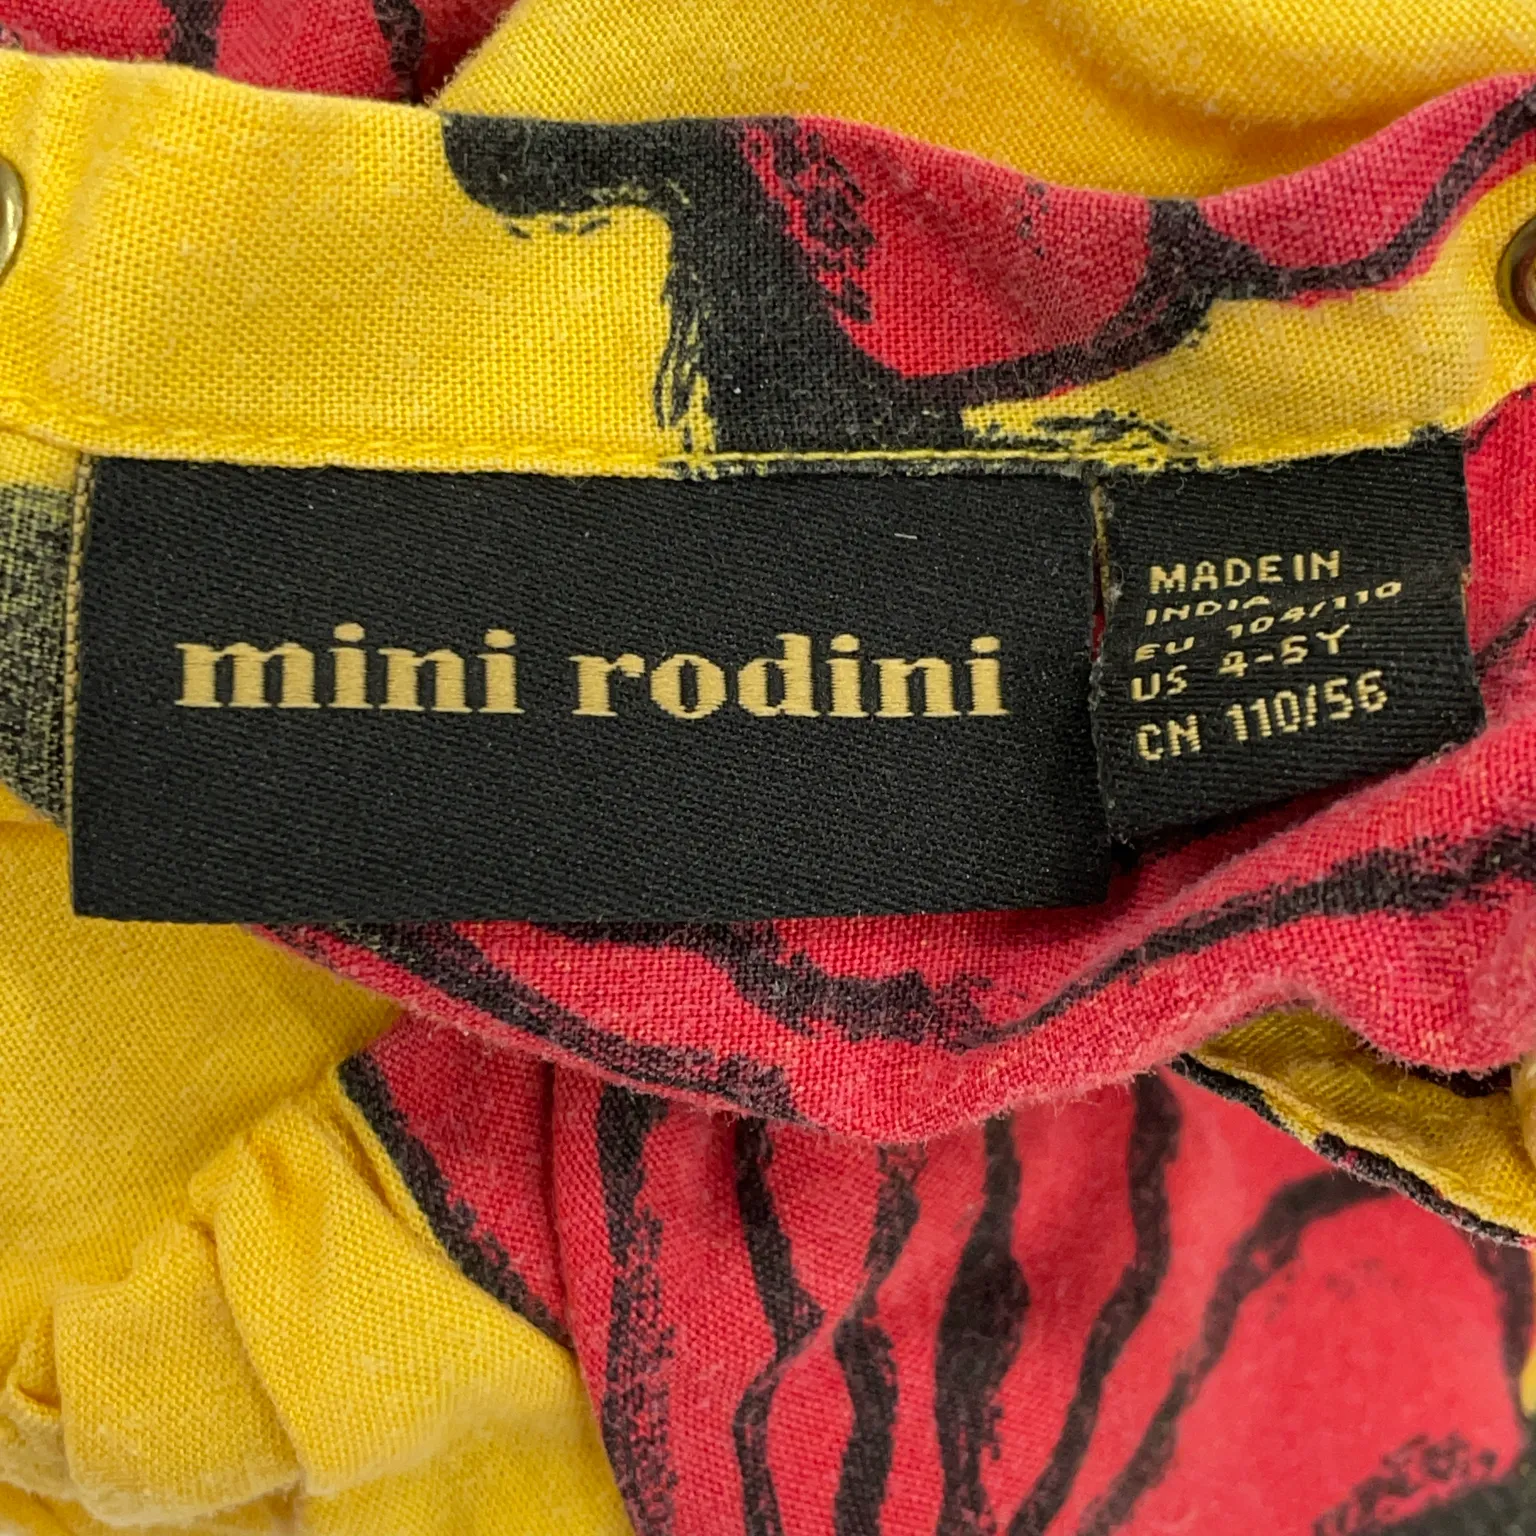 mini rodini
MADE IN
INDIA
EU 104/110
US 4-5Y
CN 110/56